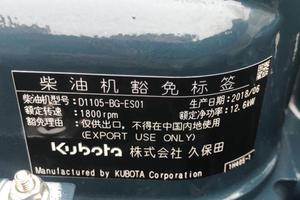 柴油机豁免标签
柴油机型号: D1105-BG-ES01 生产日期: 2018/06
额定转速: 1800rpm 额定净功率: 12.6kW
豁免理由: 仅供出口，不得在中国内地使用
(EXPORT USE ONLY)
Kubota 株式会社 久保田
Manufactured by KUBOTA Corporation